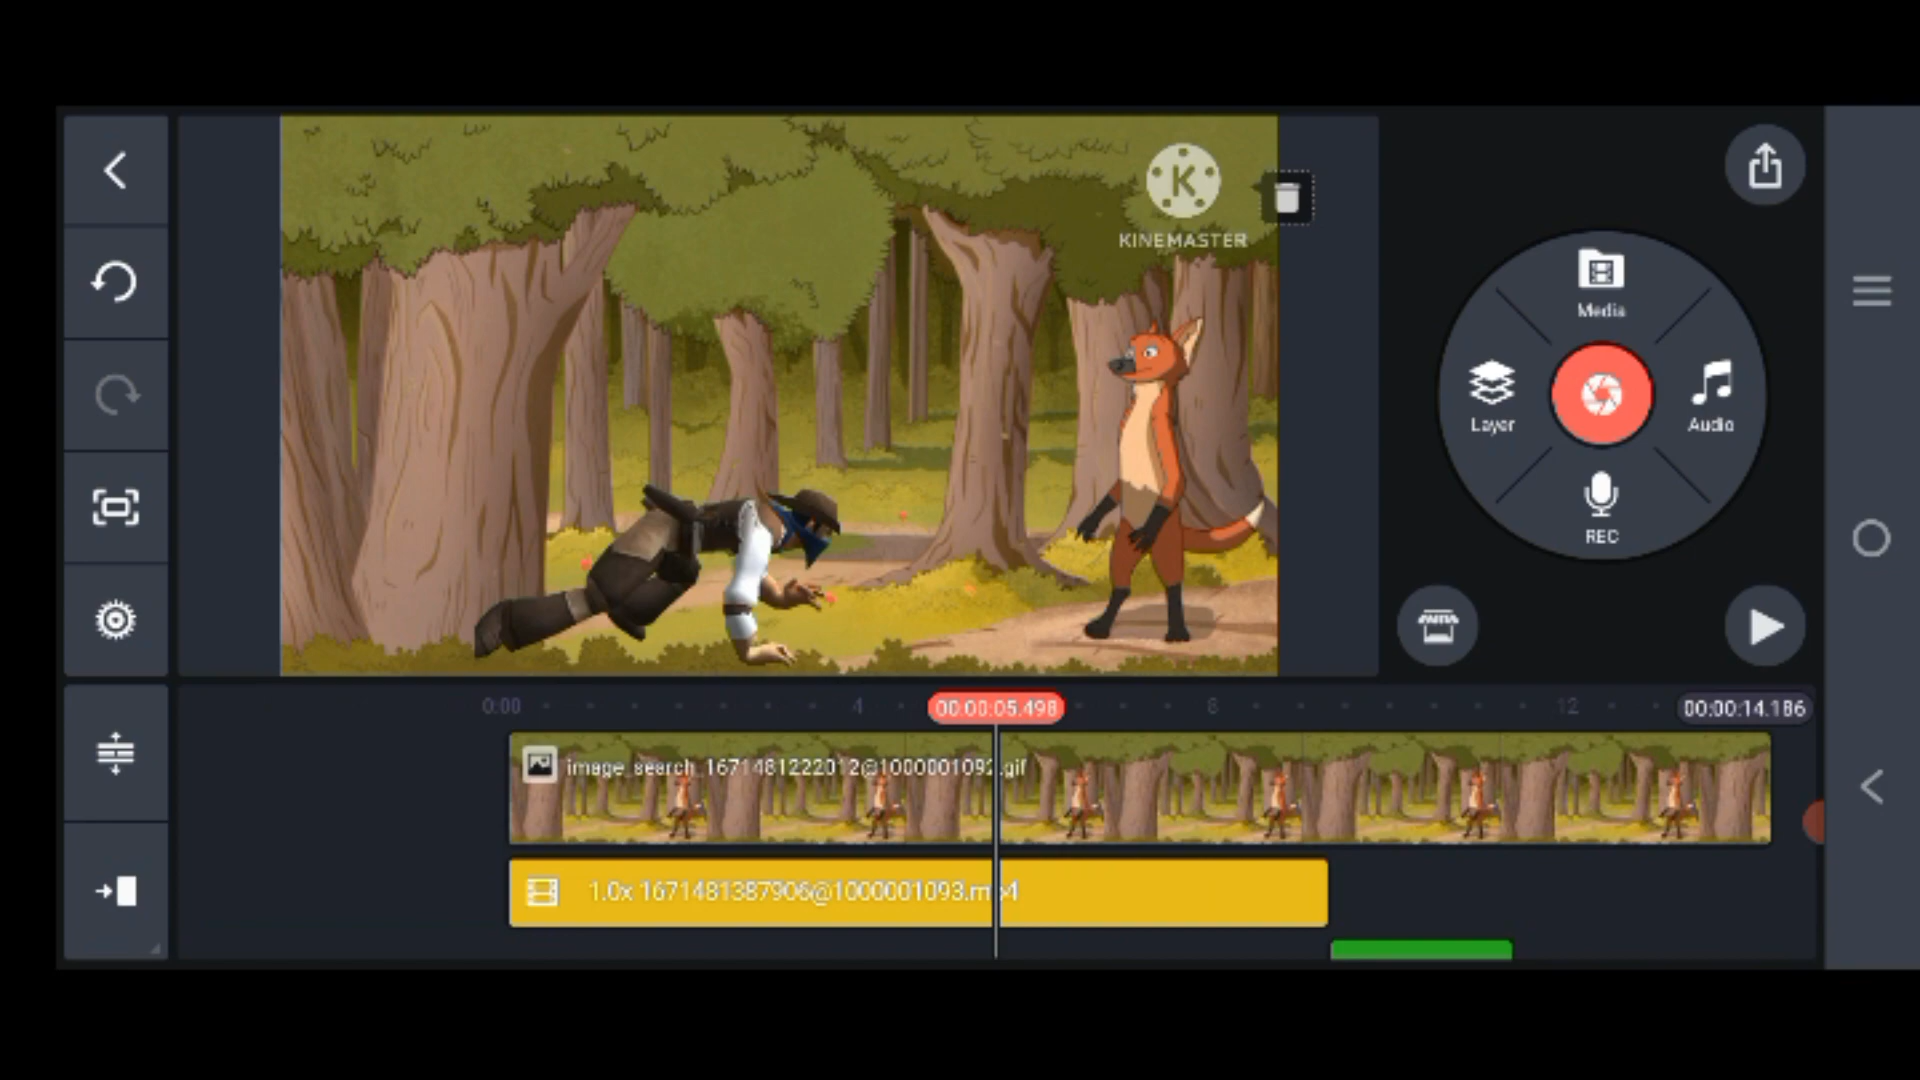 K
KINEMASTER
Media
Layer
Audio
REC
0:00
4
00:00:05.498
8
12
00:00:14.186
image_search_1671481222012@1000001092.gif
1.0x 1671481387906@1000001093.mp4